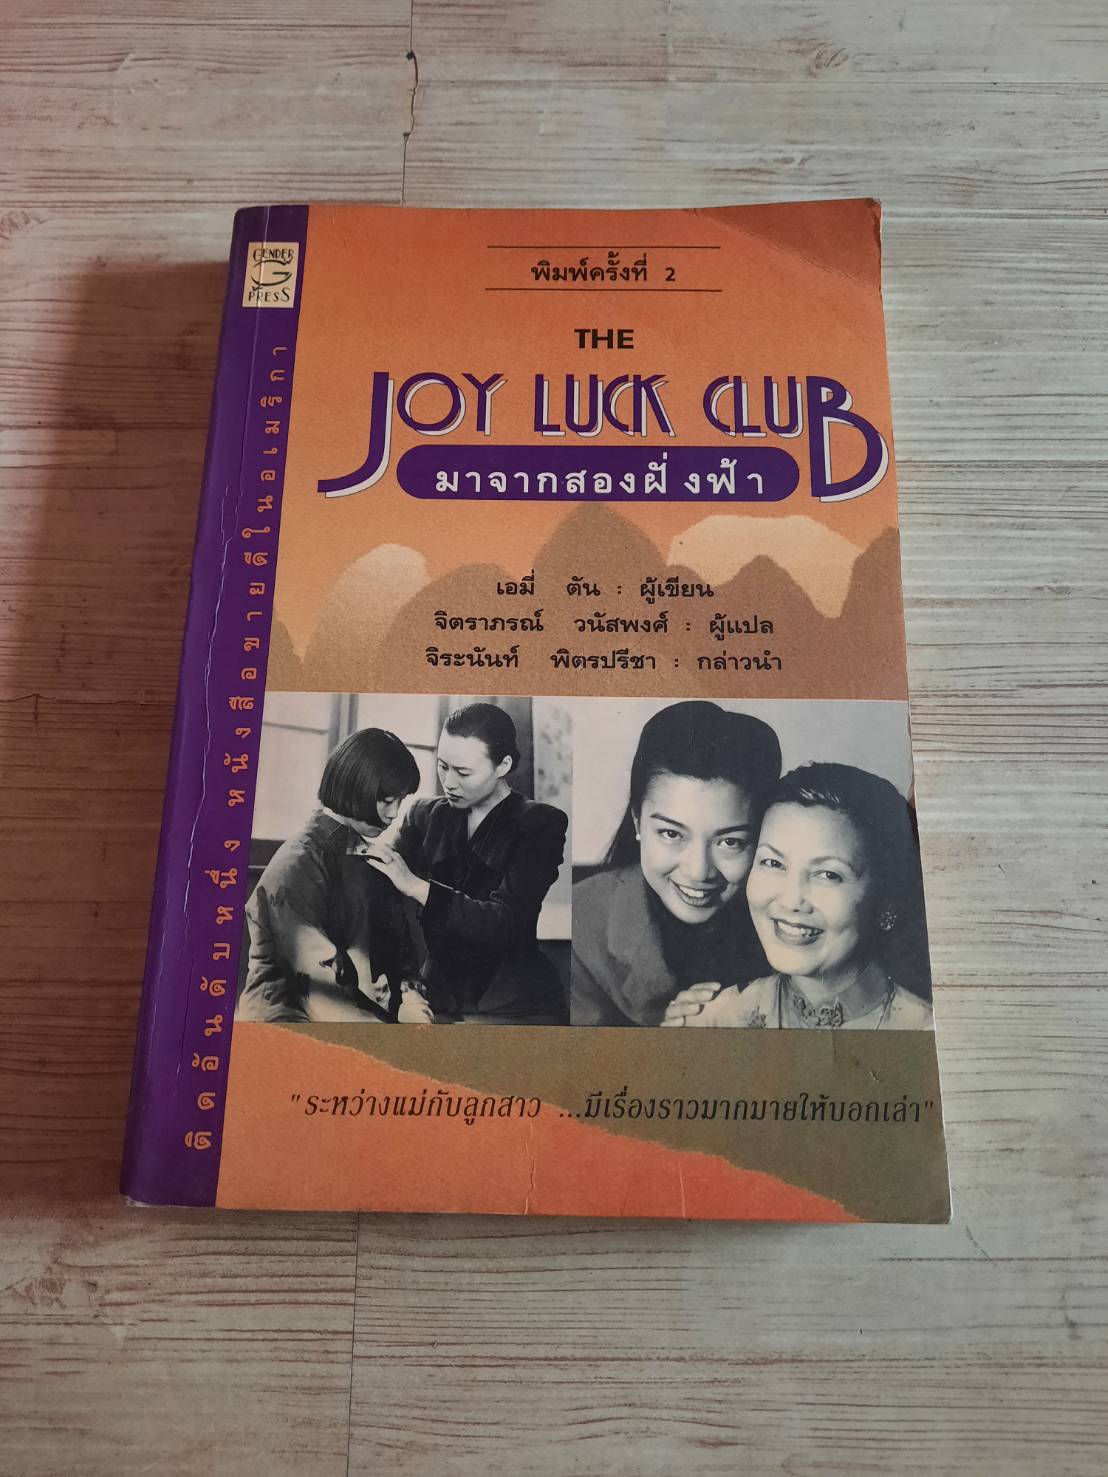 GENDER
G
PRESS
ติดอันดับหนึ่ง หนังสือขายดีในอเมริกา
พิมพ์ครั้งที่ 2
THE
JOY LUCK CLUB
มาจากสองฝั่งฟ้า
เอมี่ ตัน : ผู้เขียน
จิตราภรณ์ วนัสพงศ์ : ผู้แปล
จิระนันท์ พิตรปรีชา : กล่าวนำ
"ระหว่างแม่กับลูกสาว ...มีเรื่องราวมากมายให้บอกเล่า"